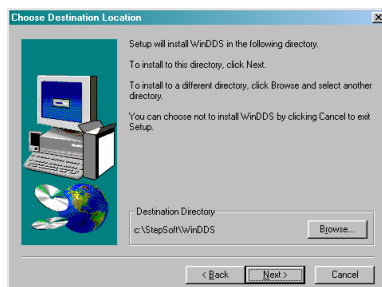 Choose Destination Location
Setup will install WinDDS in the following directory.
To install to this directory, click Next.
To install to a different directory, click Browse and select another
directory.
You can choose not to install WinDDS by clicking Cancel to exit
Setup.
Destination Directory
c:\StepSoft\WinDDS
Browse...
< Back
Next >
Cancel